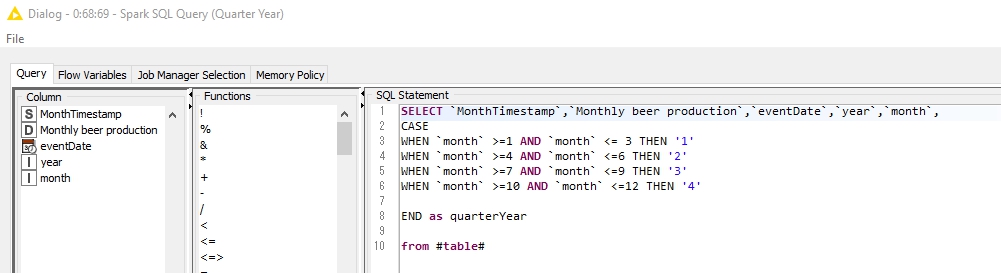 Dialog - 0:68:69 - Spark SQL Query (Quarter Year)
File
Query Flow Variables Job Manager Selection Memory Policy
Column
S MonthTimestamp
D Monthly beer production
eventDate
I year
I month
Functions
!
%
&
*
+
-
/
<
<=
<=>
SQL Statement
1 SELECT `MonthTimestamp`,`Monthly beer production`,`eventDate`,`year`,`month`,
2 CASE
3 WHEN `month` >=1 AND `month` <= 3 THEN '1'
4 WHEN `month` >=4 AND `month` <=6 THEN '2'
5 WHEN `month` >=7 AND `month` <=9 THEN '3'
6 WHEN `month` >=10 AND `month` <=12 THEN '4'
7
8 END as quarterYear
9
10 from #table#